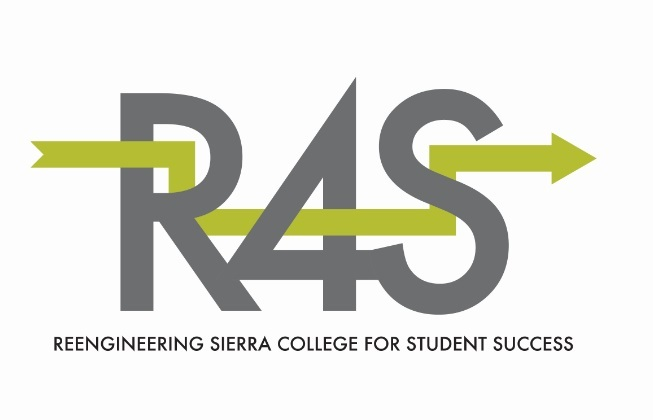 R4S
REENGINEERING SIERRA COLLEGE FOR STUDENT SUCCESS